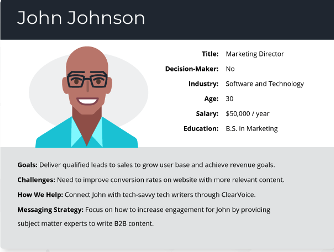 John Johnson
Title: Marketing Director
Decision-Maker: No
Industry: Software and Technology
Age: 30
Salary: $50,000 / year
Education: B.S. in Marketing
Goals: Deliver qualified leads to sales to grow user base and achieve revenue goals.
Challenges: Need to improve conversion rates on website with more relevant content.
How We Help: Connect John with tech-savvy tech writers through ClearVoice.
Messaging Strategy: Focus on how to increase engagement for John by providing
subject matter experts to write B2B content.